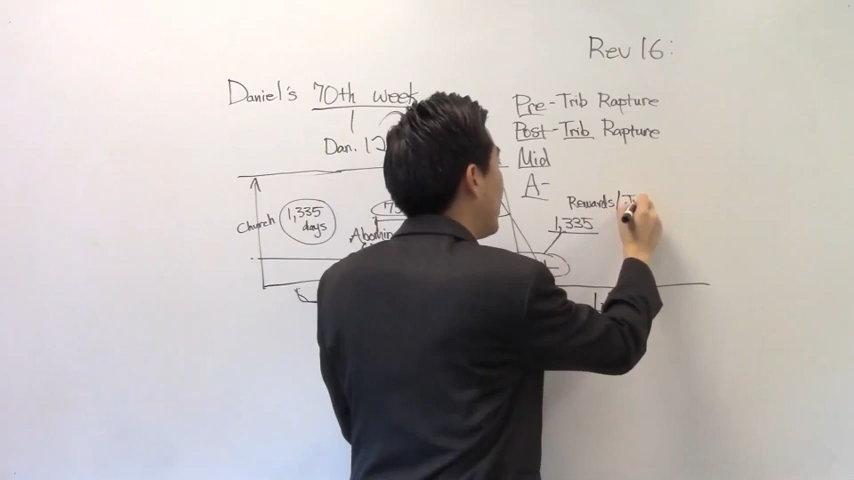 Rev 16:
Daniel's 70th week
Dan. 12
Pre-Trib Rapture
Post-Trib Rapture
Mid
A-
Church
1,335
days
Rewards/
1,335